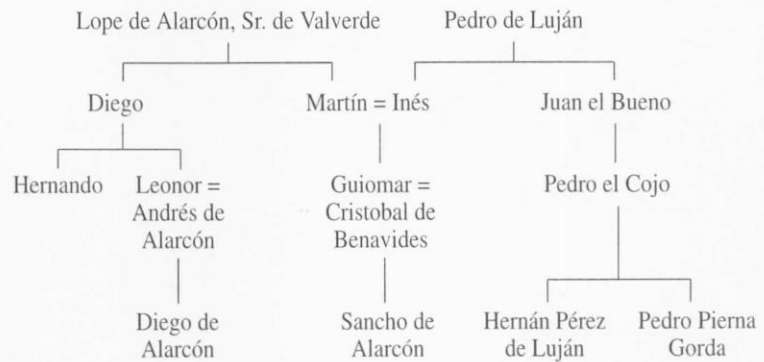 Lope de Alarcón, Sr. de Valverde Pedro de Luján
Diego Martín = Inés Juan el Bueno
Hernando Leonor = Guiomar = Pedro el Cojo
Andrés de Cristobal de
Alarcón Benavides
Diego de Sancho de Hernán Pérez Pedro Pierna
Alarcón Alarcón de Luján Gorda